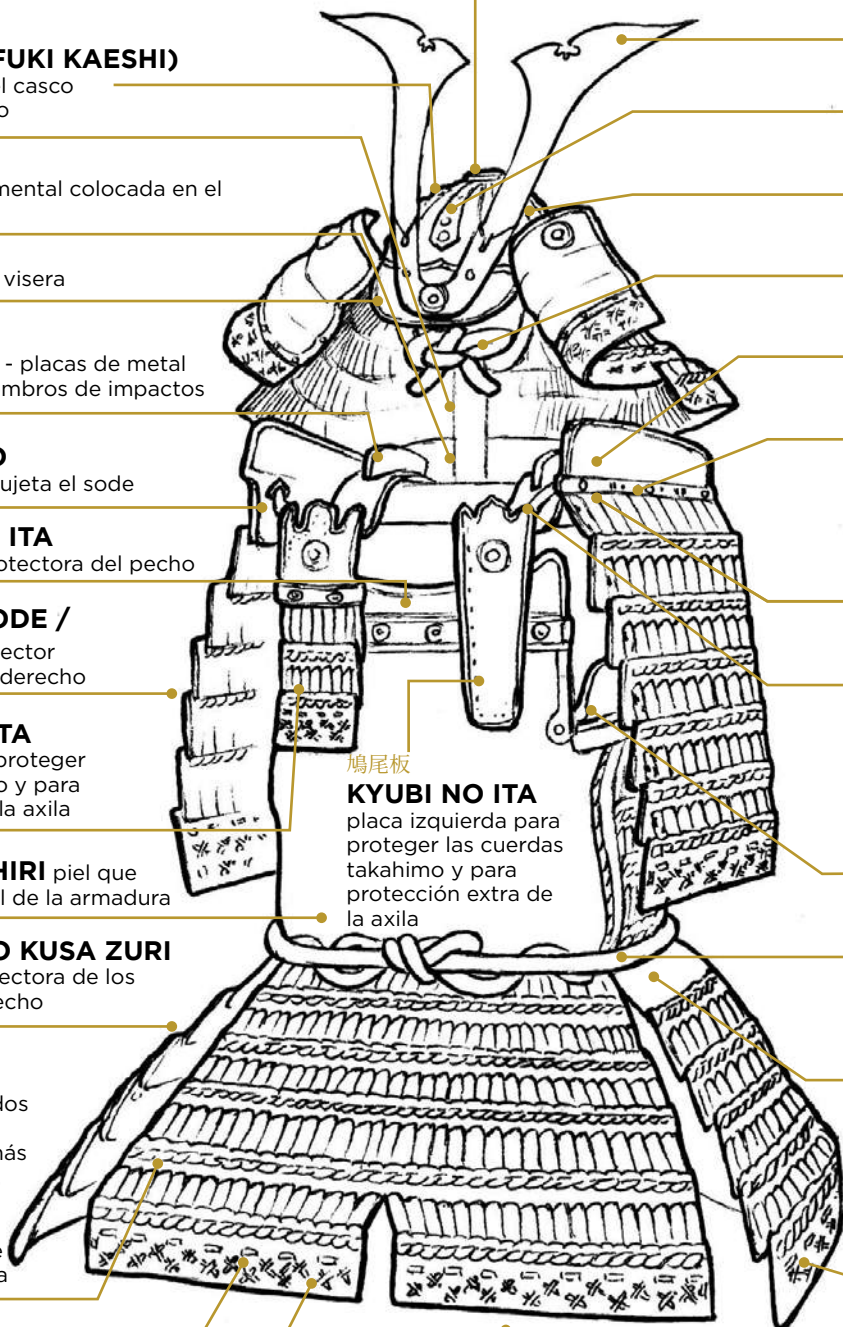 FUKI KAESHI)
l casco
o
mental colocada en el
visera
- placas de metal
mbros de impactos
O
ujeta el sode
ITA
otectora del pecho
ODE /
ector
derecho
TA
proteger
o y para
la axila
鳩尾板
KYUBI NO ITA
placa izquierda para
proteger las cuerdas
takahimo y para
protección extra de
la axila
HIRI piel que
l de la armadura
O KUSA ZURI
ectora de los
echo
dos
nás
e
a